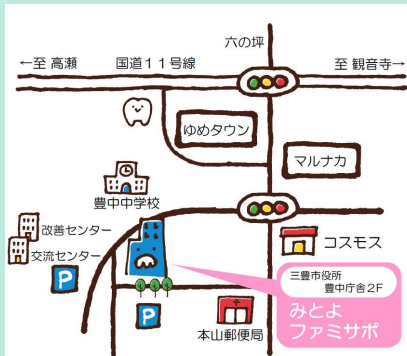 六の坪
←至 高瀬
国道11号線
至 観音寺→
ゆめタウン
マルナカ
豊中中学校
改善センター
交流センター
コスモス
P
三豊市役所
豊中庁舎2F
みとよ
ファミサポ
P
本山郵便局